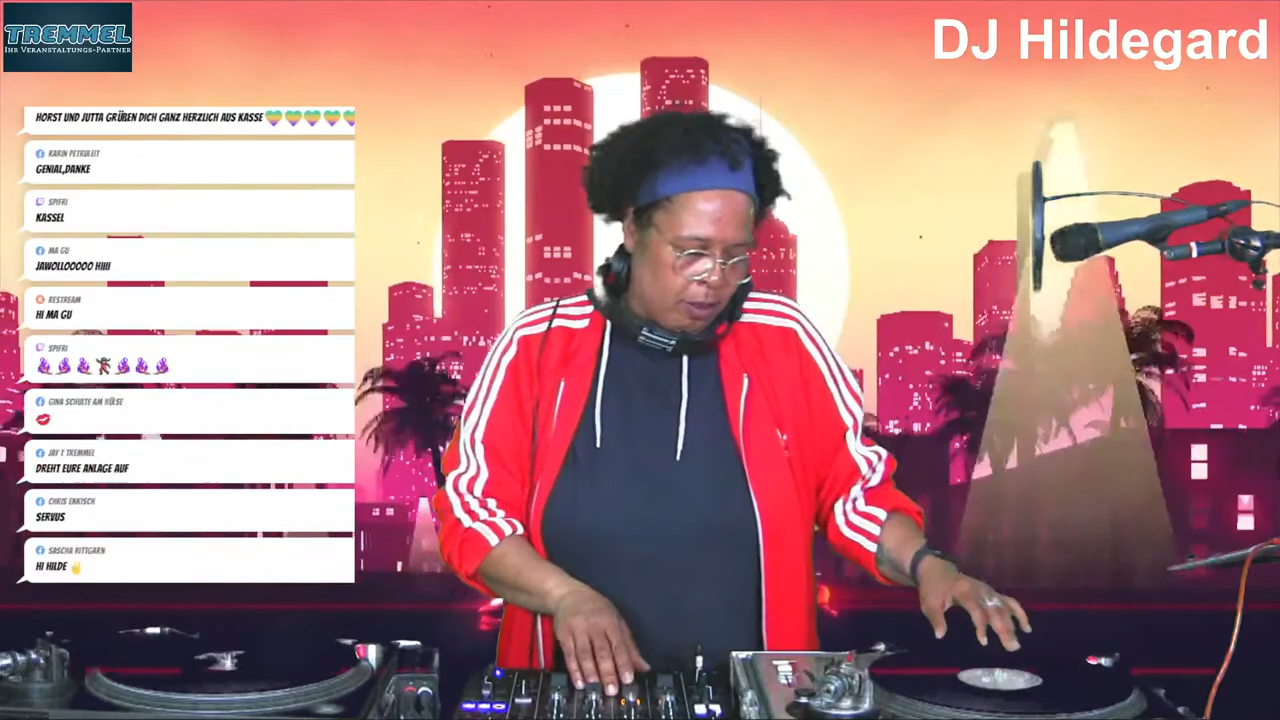 TREMMEL
IHR VERANSTALTUNGS-PARTNER
DJ Hildegard
HORST UND JUTTA GRÜßEN DICH GANZ HERZLICH AUS KASSE
KARIN PETRULEIT
GENIAL,DANKE
SPIFRI
KASSEL
MA GU
JAWOLLOOOOO HIIII
RESTREAM
HI MA GU
SPIFRI
GINA SCHULTE AM HÜLSE
JAY T TREMMEL
DREHT EURE ANLAGE AUF
CHRIS ENKISCH
SERVUS
SASCHA RITTGARN
HI HILDE